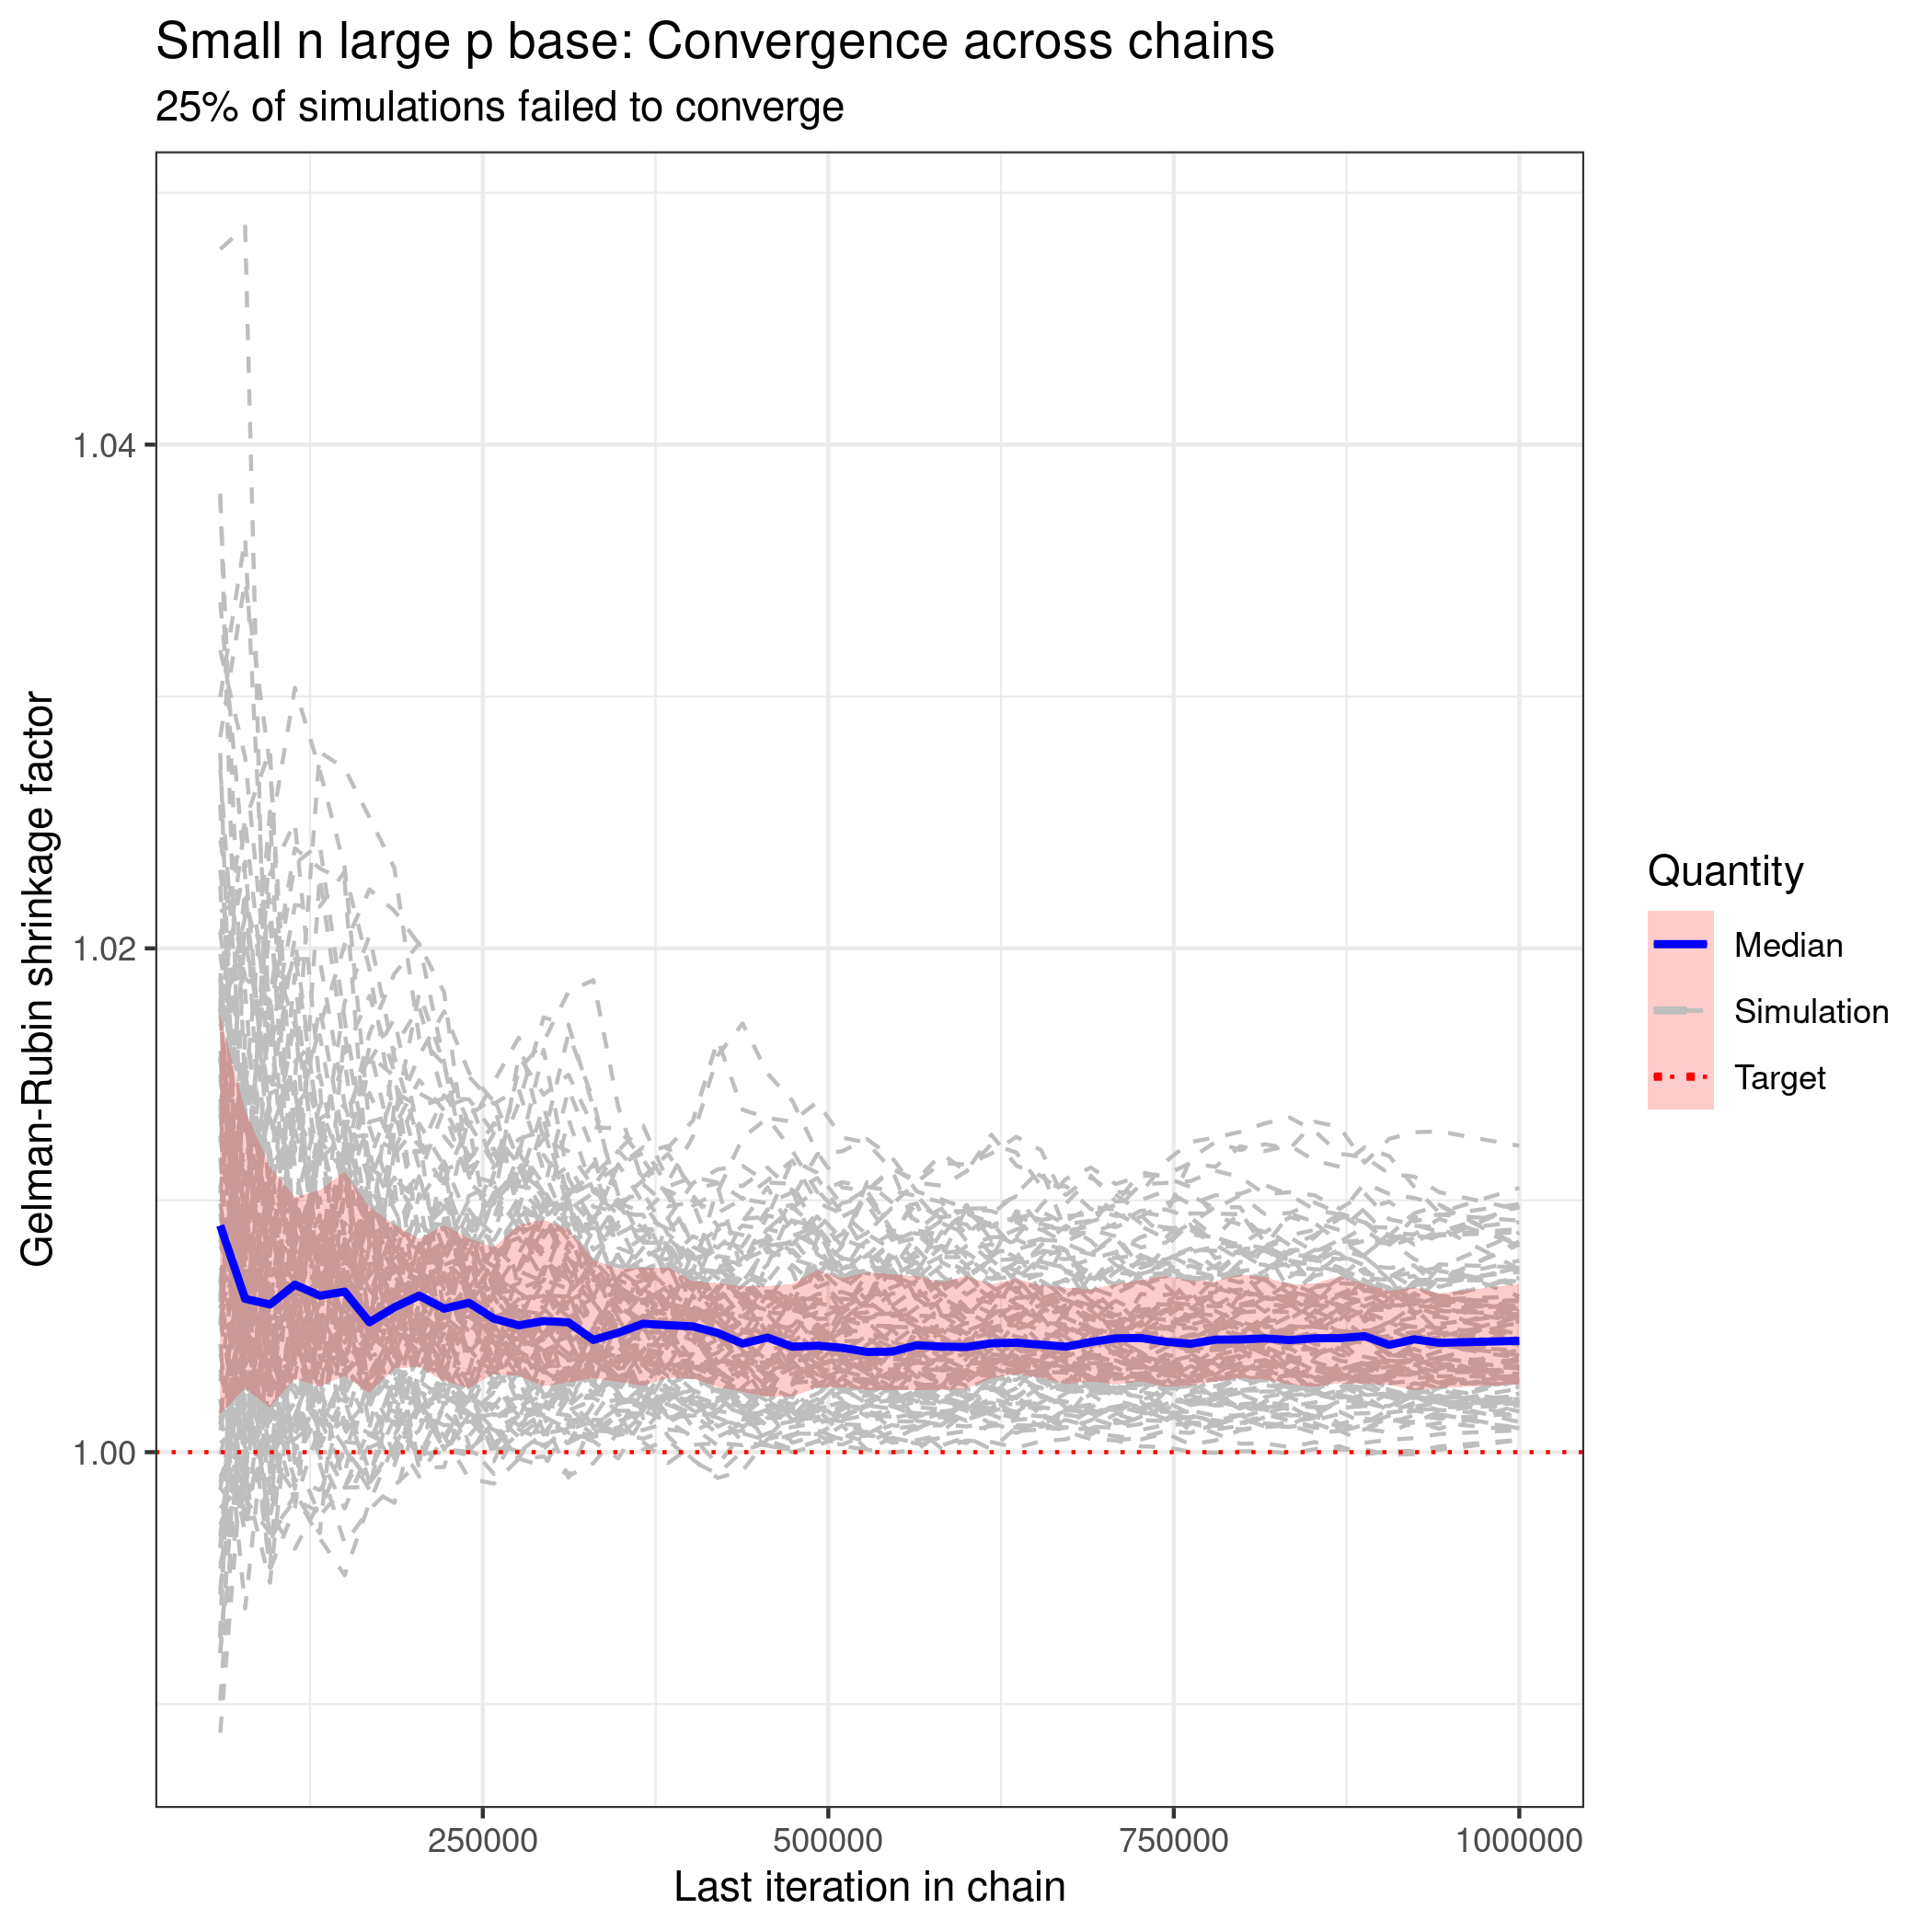 Small n large p base: Convergence across chains
25% of simulations failed to converge
Gelman-Rubin shrinkage factor
1.04
1.02
1.00
250000
500000
750000
1000000
Last iteration in chain
Quantity
Median
Simulation
Target